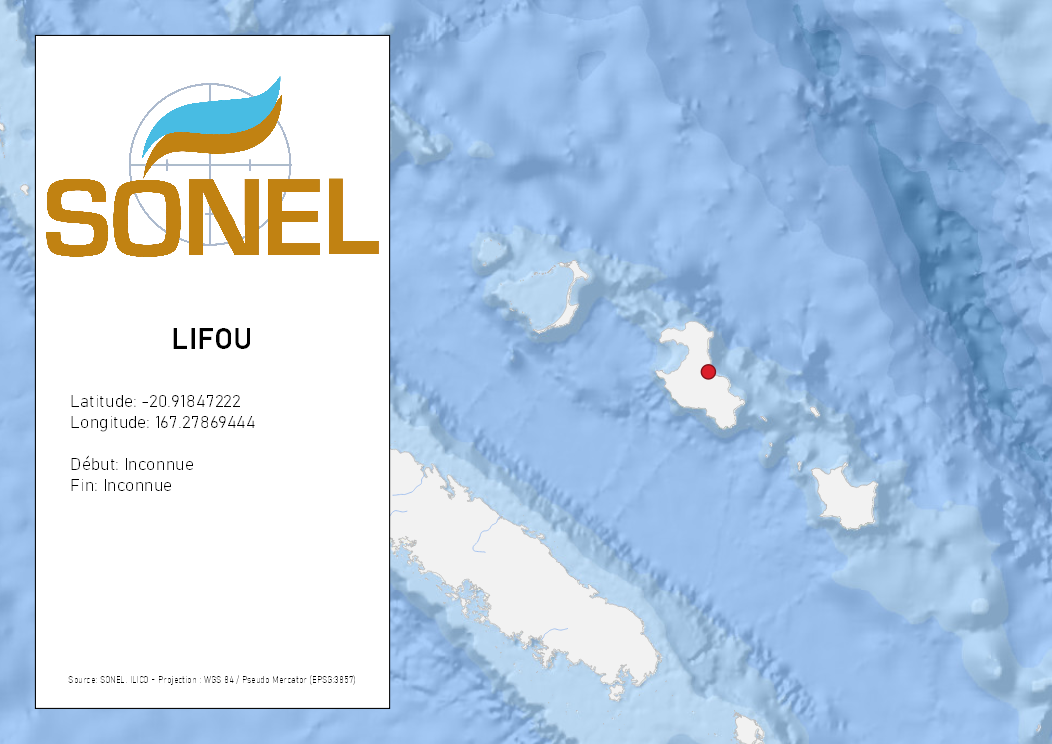 SONEL
LIFOU
Latitude: -20.91847222
Longitude: 167.27869444
Début: Inconnue
Fin: Inconnue
Source: SONEL, ILICO - Projection : WGS 84 / Pseudo Mercator (EPSG:3857)